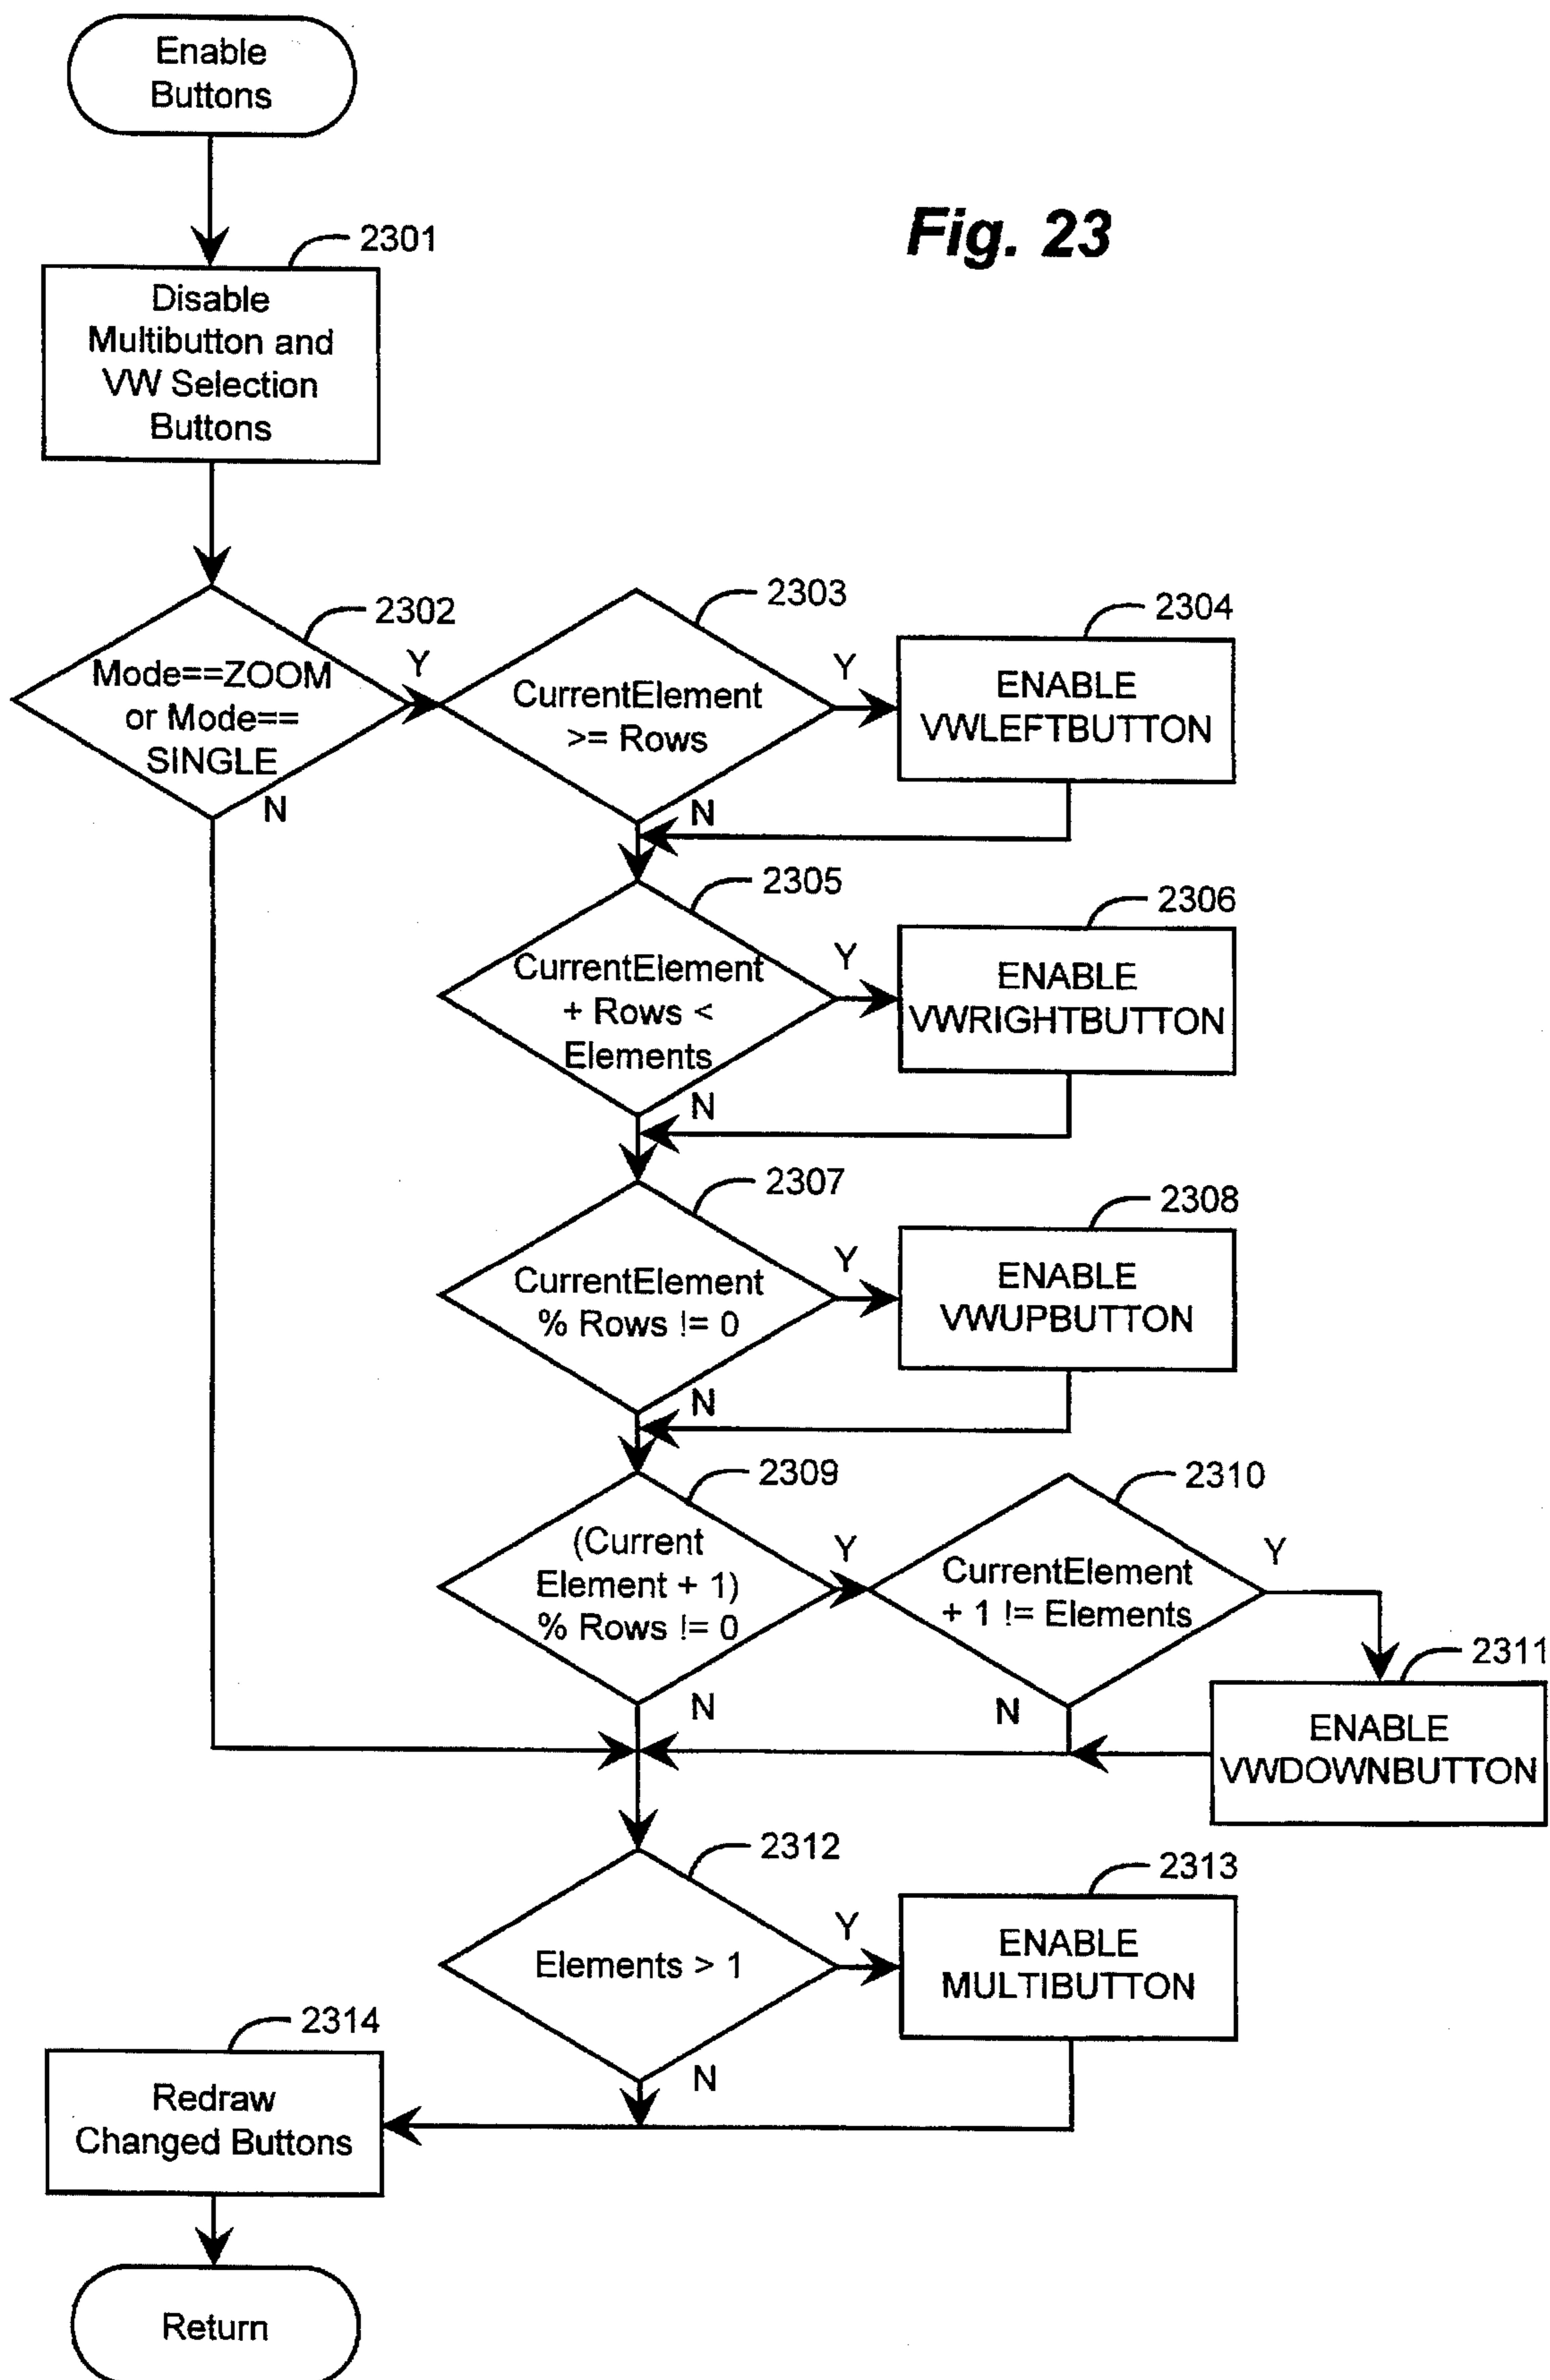 Enable
Buttons
Fig. 23
2301
Disable
Multibutton and
VW Selection
Buttons
2302
Mode==ZOOM
or Mode==
SINGLE
Y
N
2303
CurrentElement
>= Rows
Y
N
2304
ENABLE
VWLEFTBUTTON
2305
CurrentElement
+ Rows <
Elements
Y
N
2306
ENABLE
VWRIGHTBUTTON
2307
CurrentElement
% Rows != 0
Y
N
2308
ENABLE
VWUPBUTTON
2309
(Current
Element + 1)
% Rows != 0
Y
N
2310
CurrentElement
+ 1 != Elements
Y
N
2311
ENABLE
VWDOWNBUTTON
2312
Elements > 1
Y
N
2313
ENABLE
MULTIBUTTON
2314
Redraw
Changed Buttons
Return